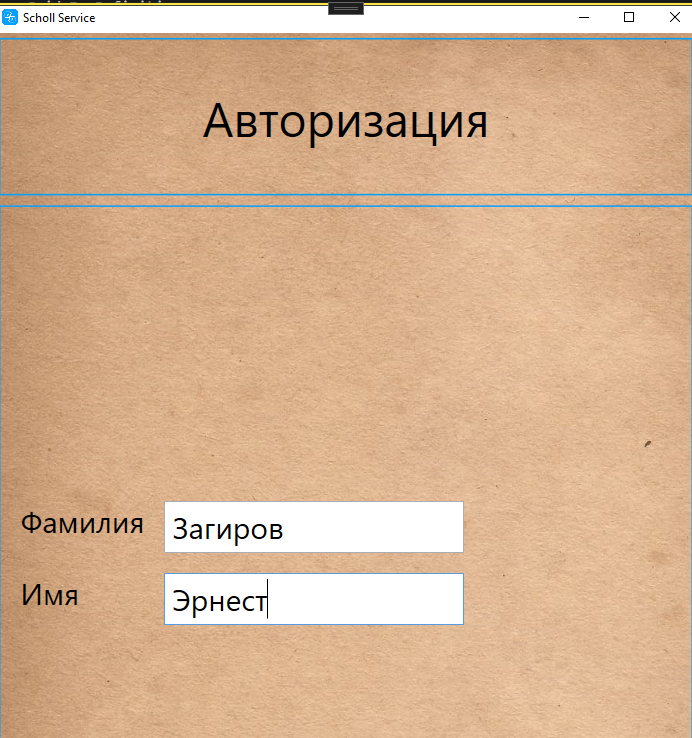 Scholl Service
Авторизация
Фамилия Загиров
Имя Эрнест